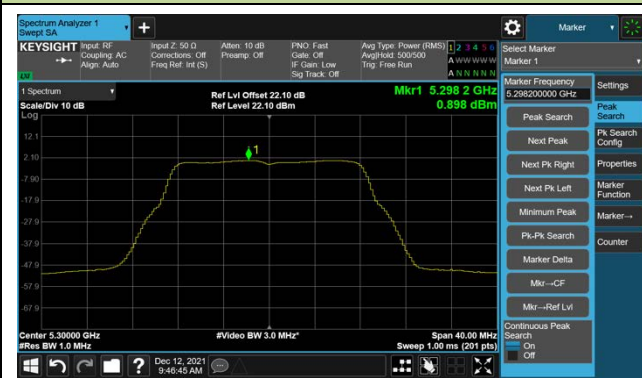 Spectrum Analyzer 1
Swept SA
+
Marker
KEYSIGHT
Input: RF
Coupling: AC
Align: Auto
Input Z: 50 Ω
Corrections: Off
Freq Ref: Int (S)
Atten: 10 dB
Preamp: Off
PNO: Fast
Gate: Off
IF Gain: Low
Sig Track: Off
Avg Type: Power (RMS)
Avg|Hold: 500/500
Trig: Free Run
1 2 3 4 5 6
A W W W W W
A N N N N N
Select Marker
Marker 1
1 Spectrum
Scale/Div 10 dB
Log
Ref Lvl Offset 22.10 dB
Ref Level 22.10 dBm
Mkr1 5.298 2 GHz
0.898 dBm
12.1
2.10
-7.90
-17.9
-27.9
-37.9
-47.9
-57.9
-67.9
1
Center 5.30000 GHz
#Res BW 1.0 MHz
#Video BW 3.0 MHz*
Span 40.00 MHz
Sweep 1.00 ms (201 pts)
Marker Frequency
5.298200000 GHz
Peak Search
Next Peak
Next Pk Right
Next Pk Left
Minimum Peak
Pk-Pk Search
Marker Delta
Mkr→CF
Mkr→Ref Lvl
Continuous Peak
Search
On
Off
Settings
Peak
Search
Pk Search
Config
Properties
Marker
Function
Marker→
Counter
?
Dec 12, 2021
9:46:45 AM